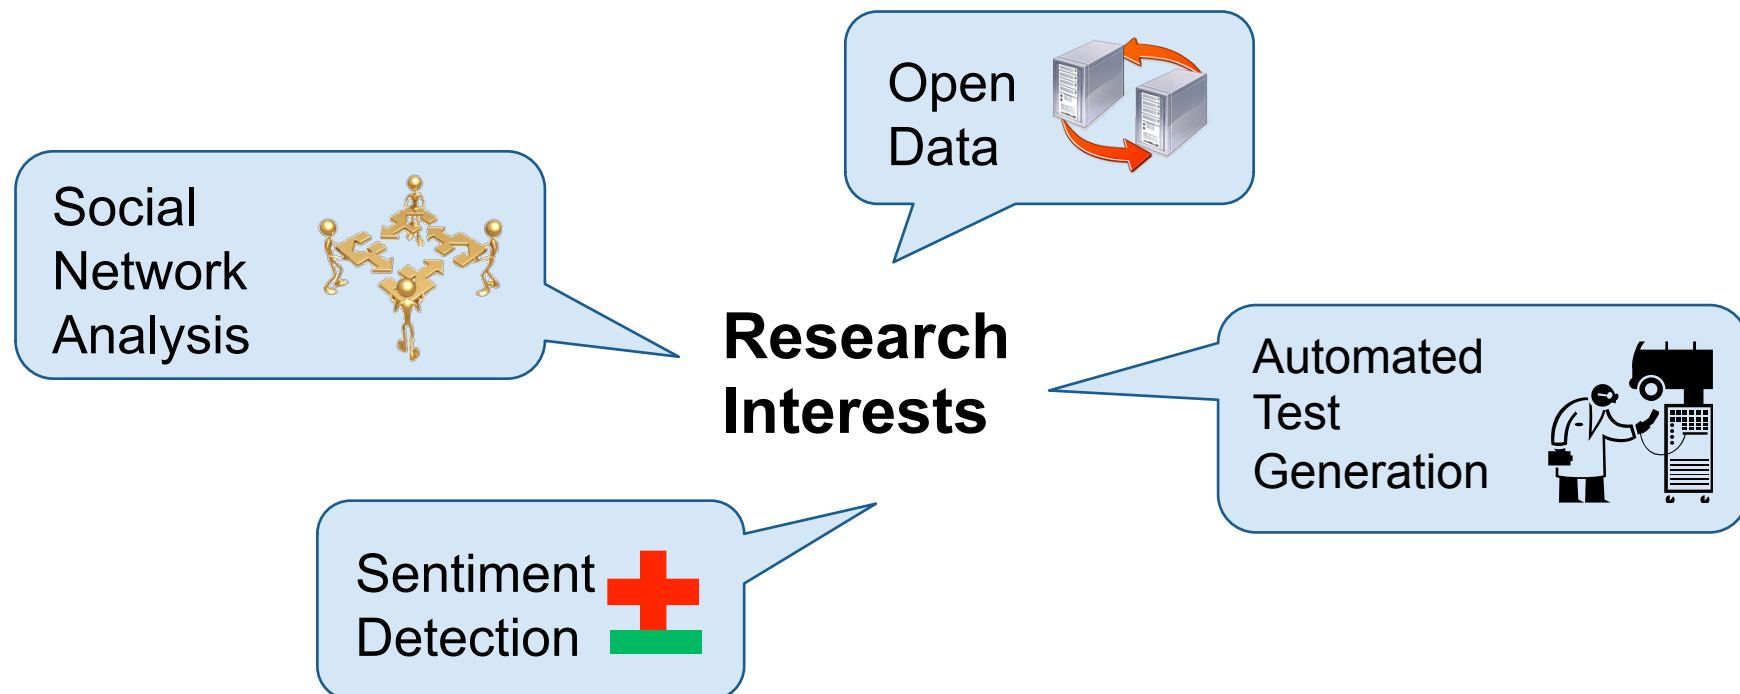 Open
Data
Social
Network
Analysis
Research
Interests
Automated
Test
Generation
Sentiment
Detection